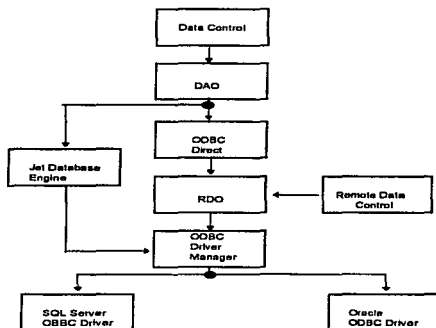 Data Control
DAO
ODBC
Direct
Jet Database
Engine
RDO
Remote Data
Control
ODBC
Driver
Manager
SQL Server
OBBC Driver
Oracle
ODBC Driver